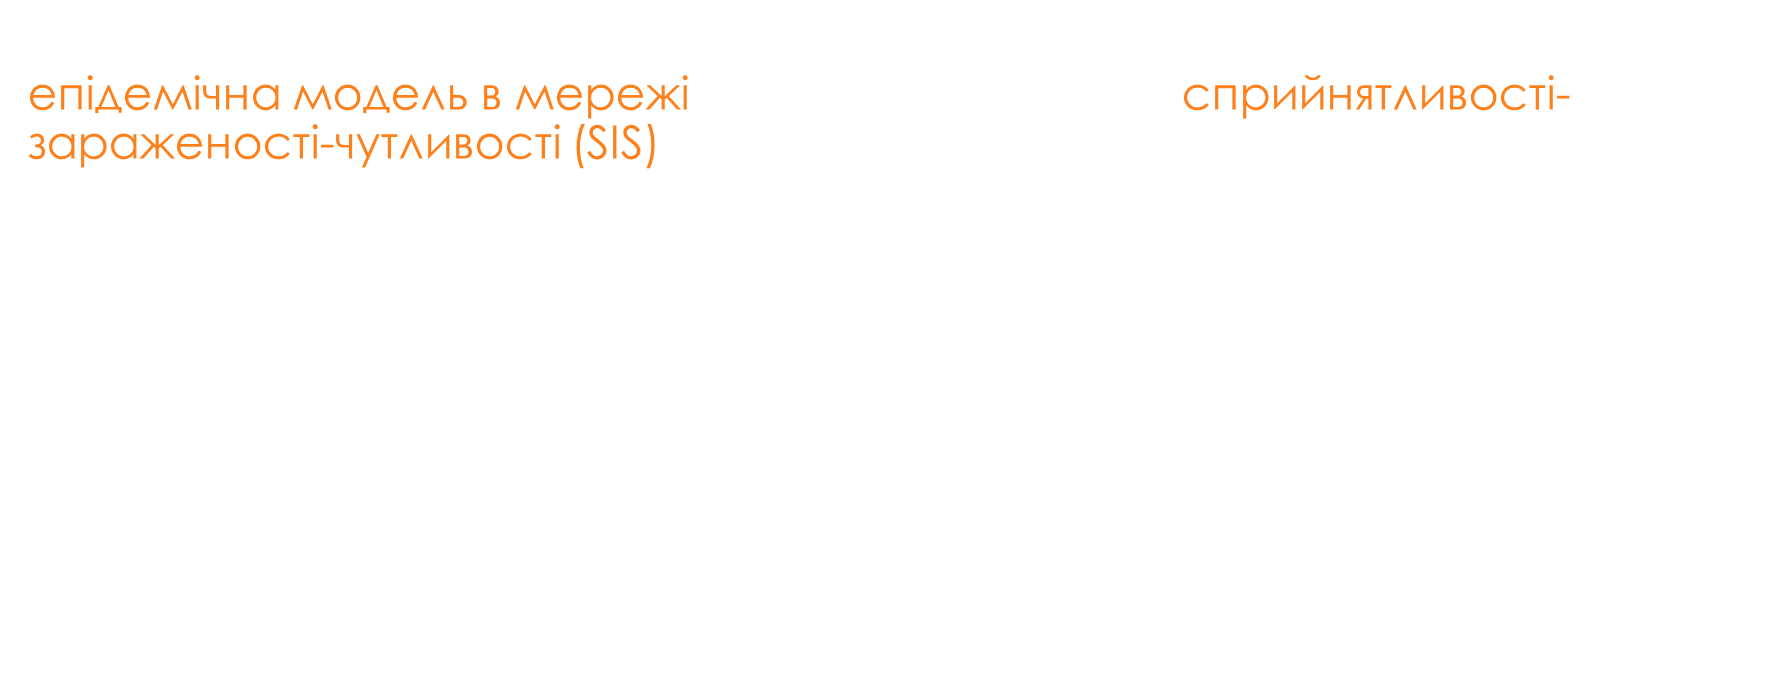 епідемічна модель в мережі сприйнятливості-
зараженості-чутливості (SIS)